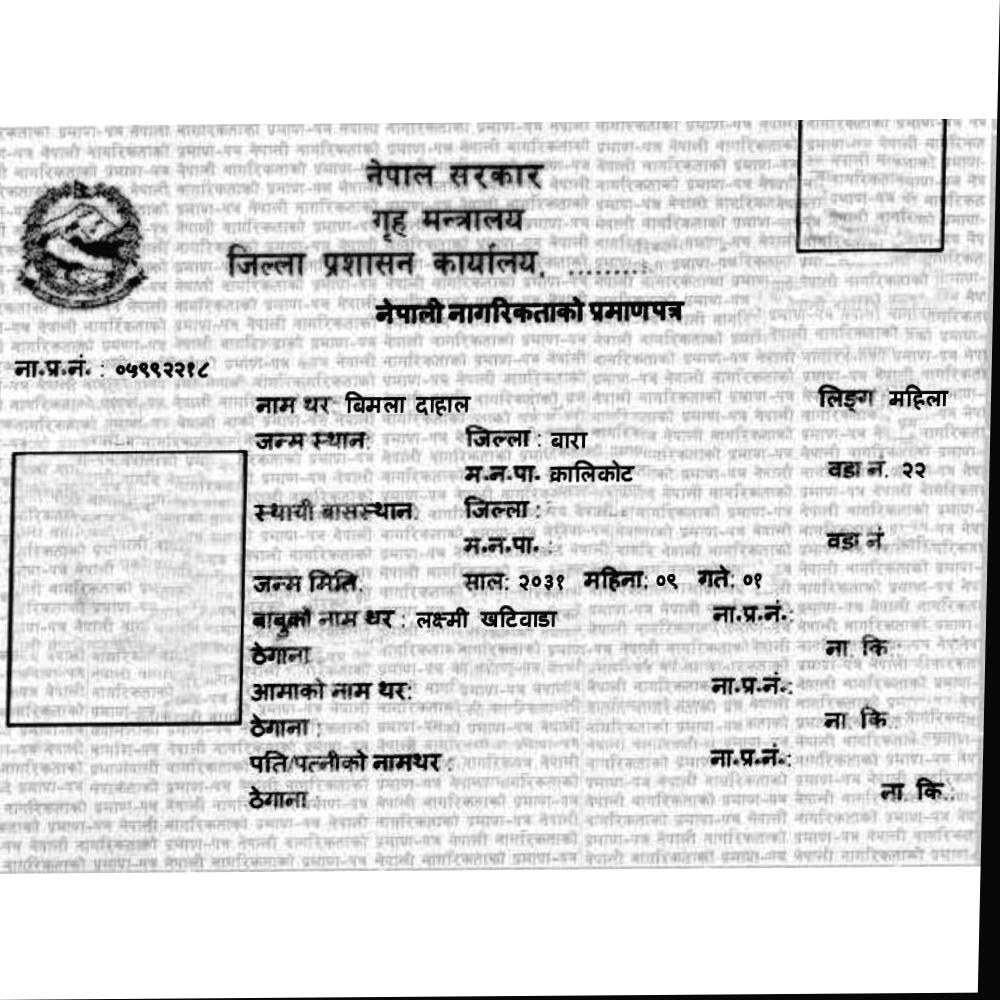 नेपाल सरकार
गृह मन्त्रालय
जिल्ला प्रशासन कार्यालय, .........
नेपाली नागरिकताको प्रमाणपत्र
ना.प्र.नं. : ०५९९२२१८
नाम थर बिमला दाहाल लिङ्ग महिला
जन्म स्थान: जिल्ला : बारा
म.न.पा. कालिकोट वडा नं. २२
स्थायी बासस्थान: जिल्ला :
म.न.पा. : वडा नं
जन्म मिति. साल: २०३१ महिना: ०९ गते: ०१
बाबुको नाम थर : लक्ष्मी खटिवाडा ना.प्र.नं.:
ठेगाना ना. कि.:
आमाको नाम थर: ना.प्र.नं.:
ठेगाना : ना कि.
पति/पत्नीको नामथर : ना.प्र.नं.:
ठेगाना : ना. कि.: